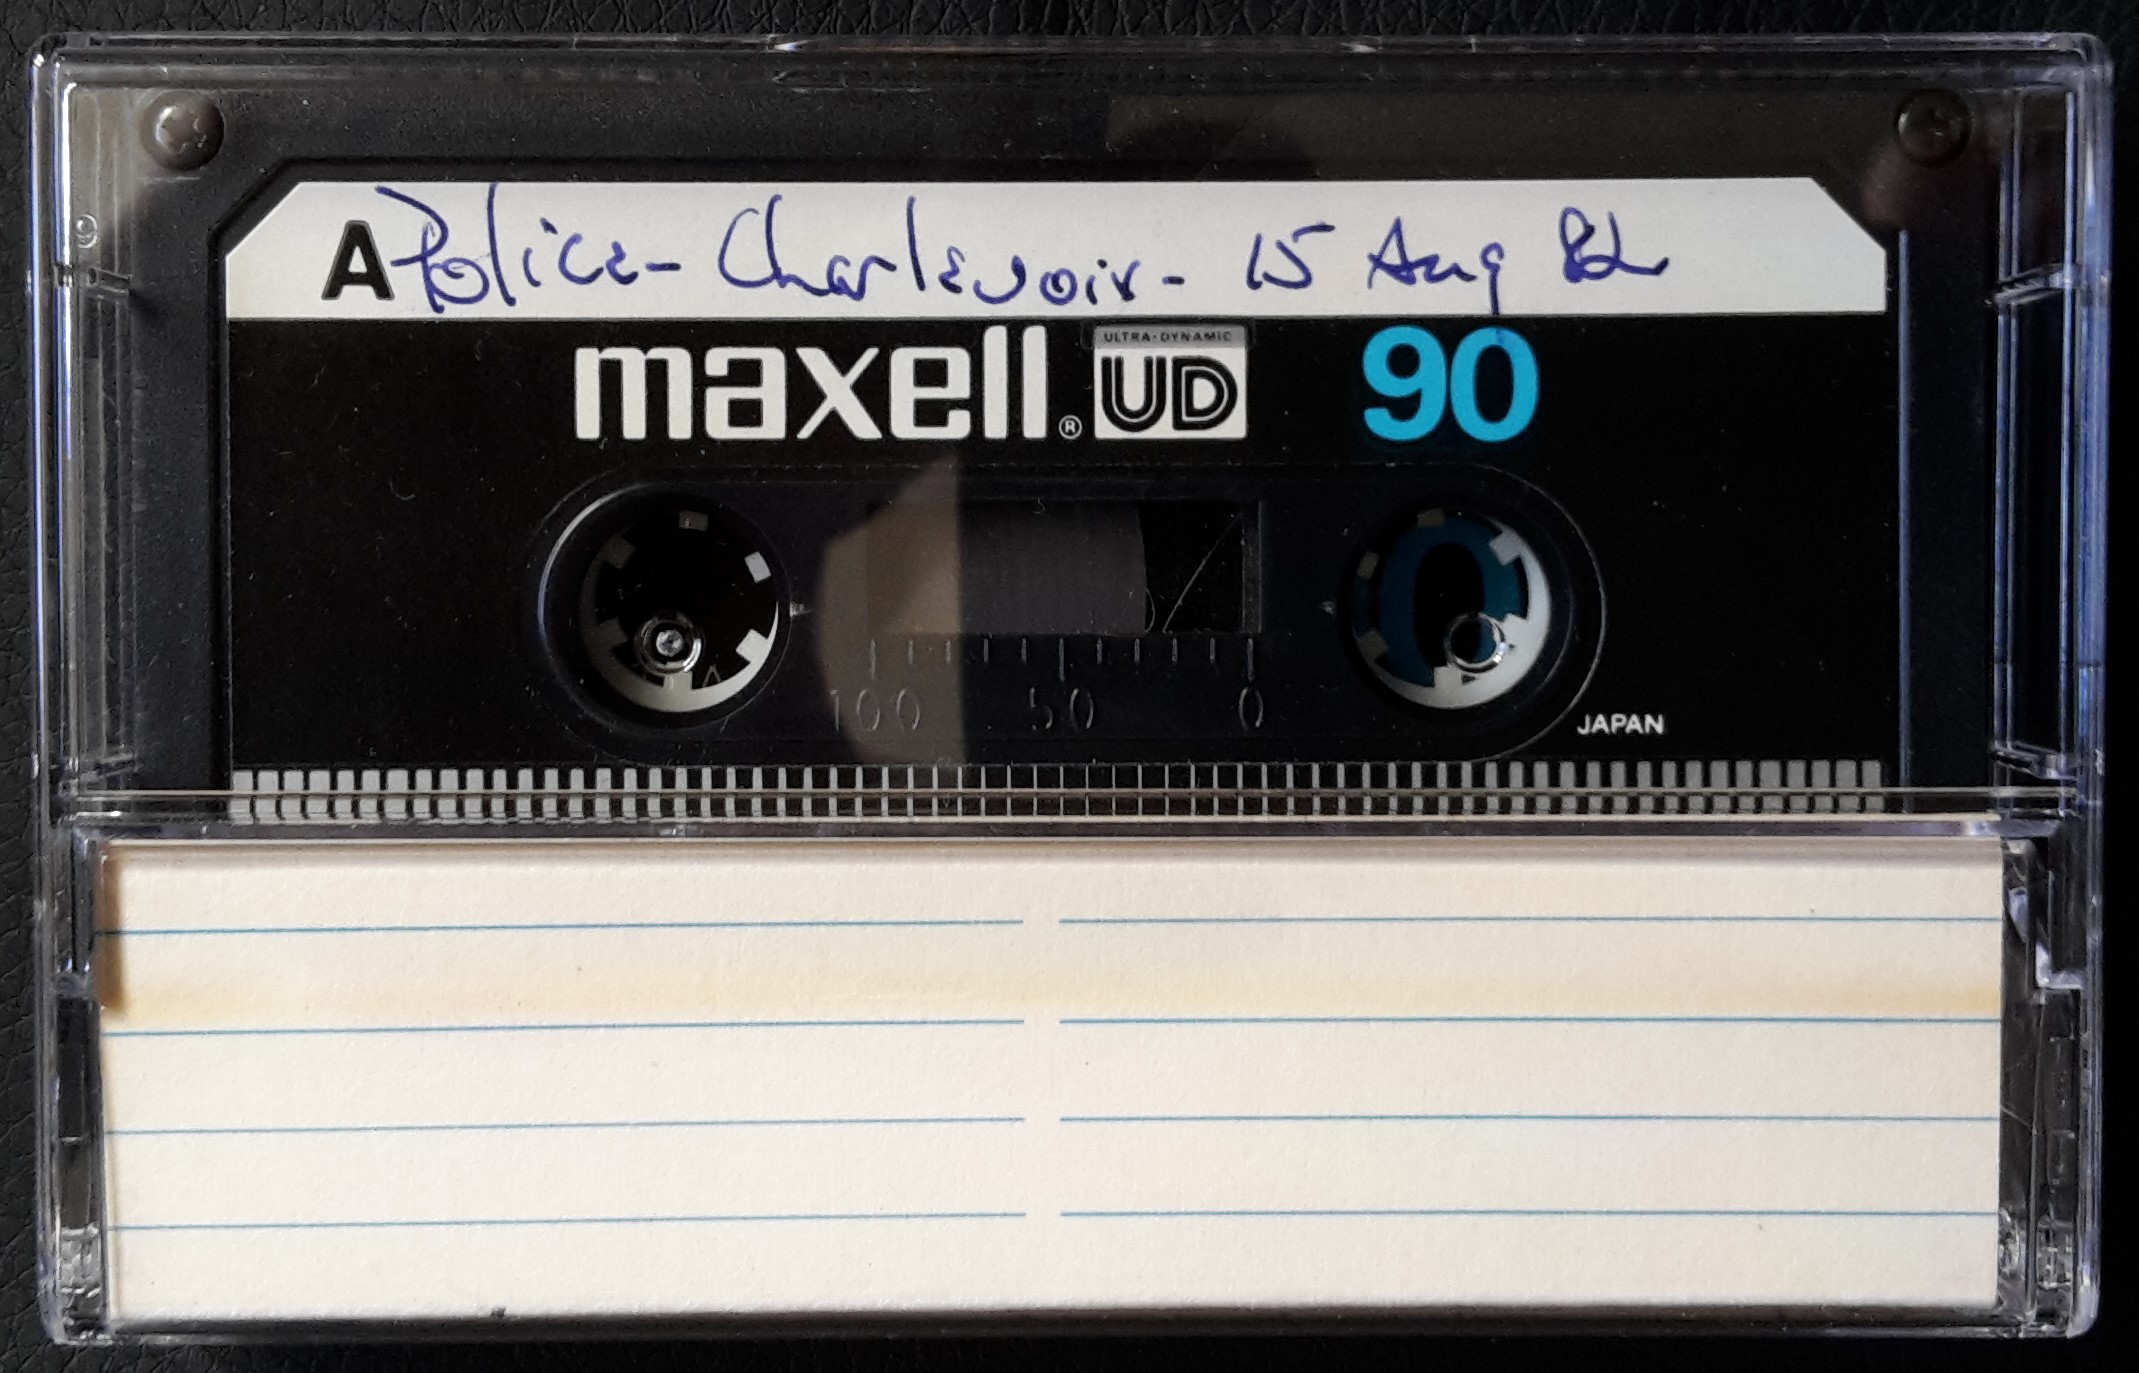 A Police - Charlevoix - 15 Aug 82
maxell® ULTRA-DYNAMIC UD 90
100 50 0
JAPAN